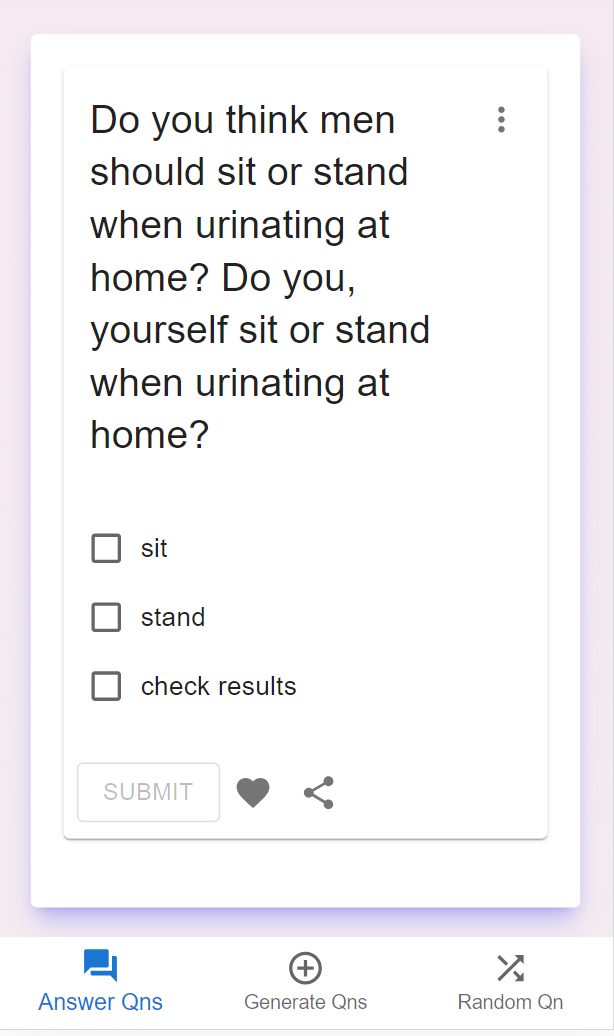 Do you think men
should sit or stand
when urinating at
home? Do you,
yourself sit or stand
when urinating at
home?
sit
stand
check results
SUBMIT
Answer Qns
Generate Qns
Random Qn